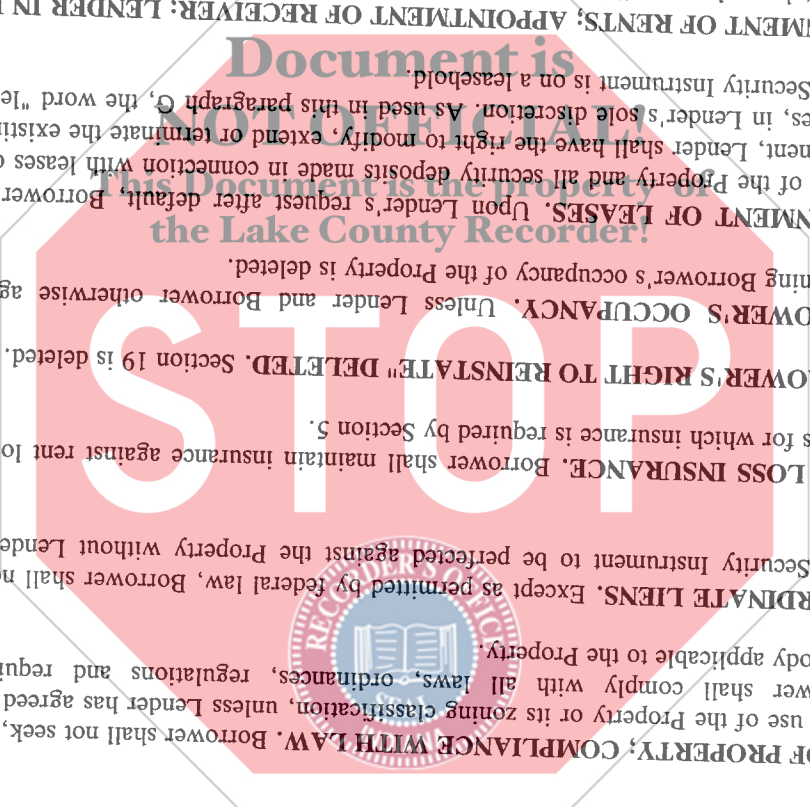 Document is
NOT OFFICIAL!
This Document is the property of
the Lake County Recorder!
STOP
RECORDER'S OFFICE
SEAL
OF PROPERTY; COMPLIANCE WITH LAW. Borrower shall not seek,
use of the Property or its zoning classification, unless Lender has agreed
wer shall comply with all laws, ordinances, regulations and requi
ody applicable to the Property.
RDINATE LIENS. Except as permitted by federal law, Borrower shall n
Security Instrument to be perfected against the Property without Lende
LOSS INSURANCE. Borrower shall maintain insurance against rent lo
s for which insurance is required by Section 5.
OWER'S RIGHT TO REINSTATE" DELETED. Section 19 is deleted.
OWER'S OCCUPANCY. Unless Lender and Borrower otherwise ag
ning Borrower's occupancy of the Property is deleted.
NMENT OF LEASES. Upon Lender's request after default, Borrower
of the Property and all security deposits made in connection with leases o
ment, Lender shall have the right to modify, extend or terminate the existin
es, in Lender's sole discretion. As used in this paragraph G, the word "le
Security Instrument is on a leasehold.
NMENT OF RENTS; APPOINTMENT OF RECEIVER; LENDER IN